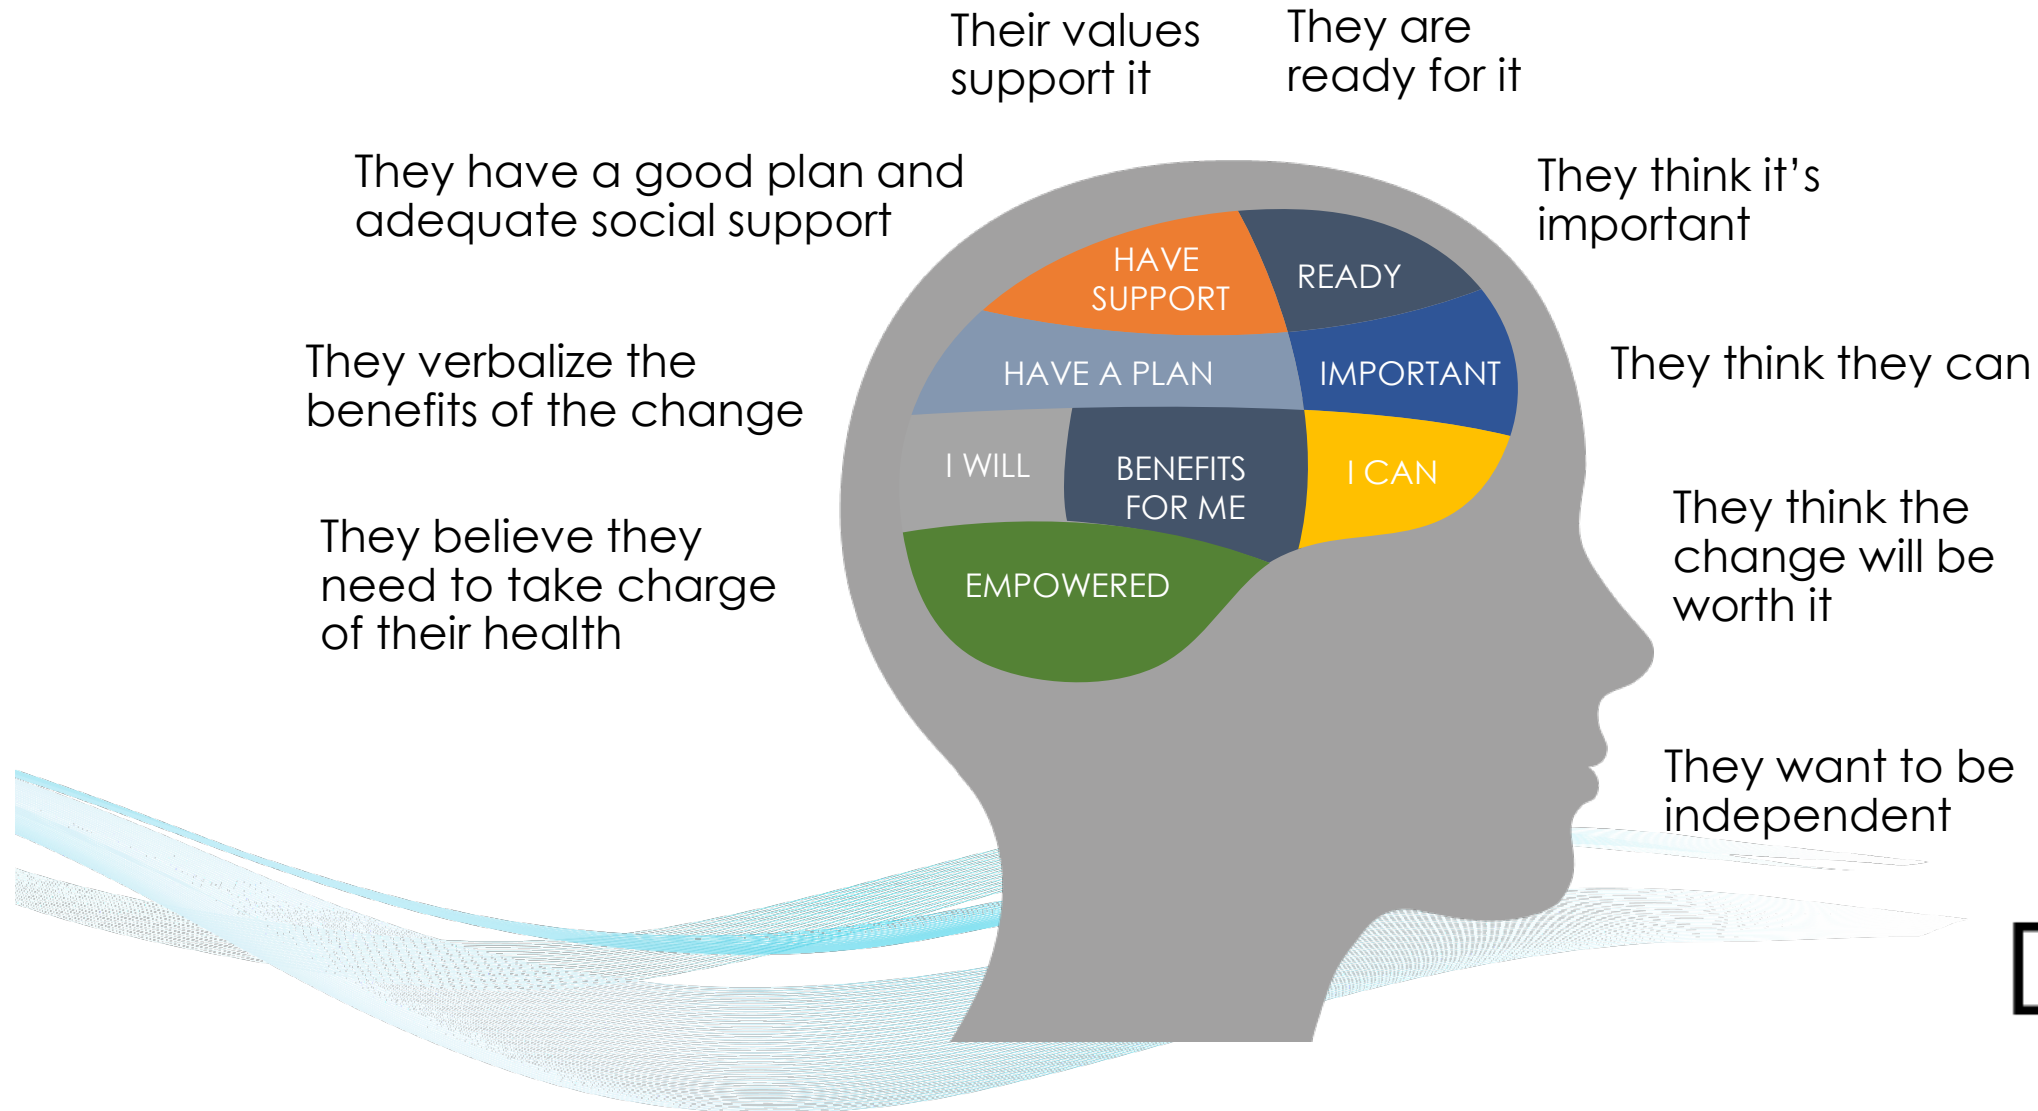 Their values
support it
They are
ready for it
They have a good plan and
adequate social support
They think it's
important
HAVE
SUPPORT
READY
They verbalize the
benefits of the change
HAVE A PLAN
IMPORTANT
They think they can
I WILL
BENEFITS
FOR ME
I CAN
They believe they
need to take charge
of their health
EMPOWERED
They think the
change will be
worth it
They want to be
independent